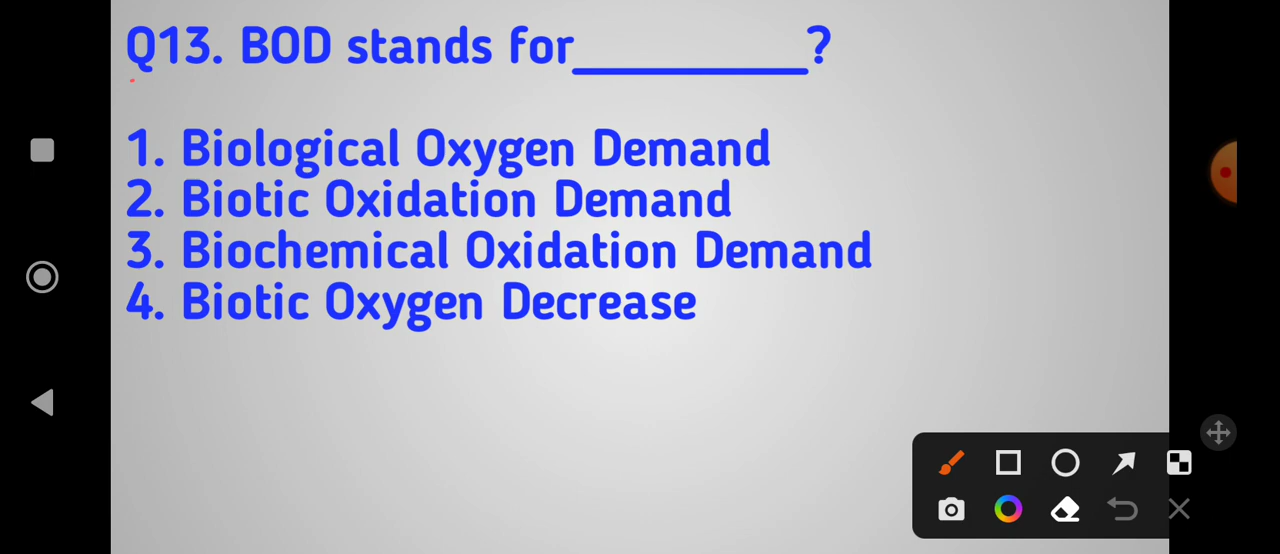 Q13. BOD stands for__________?
1. Biological Oxygen Demand
2. Biotic Oxidation Demand
3. Biochemical Oxidation Demand
4. Biotic Oxygen Decrease